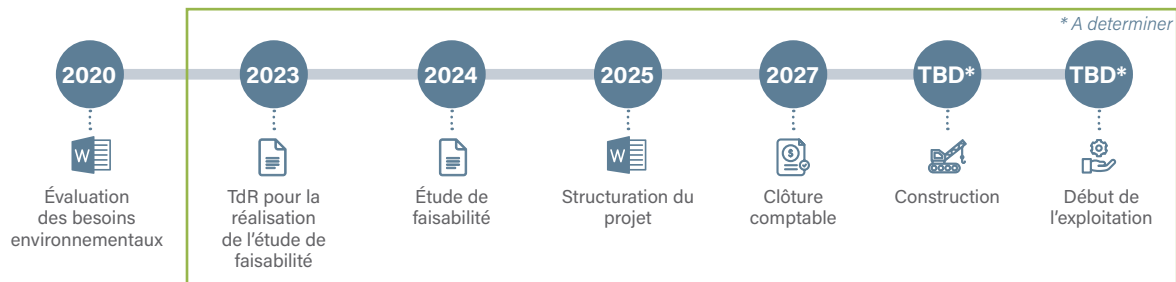 * A determiner
2020
2023
2024
2025
2027
TBD*
TBD*
W
W
$
Évaluation
des besoins
environnementaux
TdR pour la
réalisation
de l'étude de
faisabilité
Étude de
faisabilité
Structuration du
projet
Clôture
comptable
Construction
Début de
l'exploitation